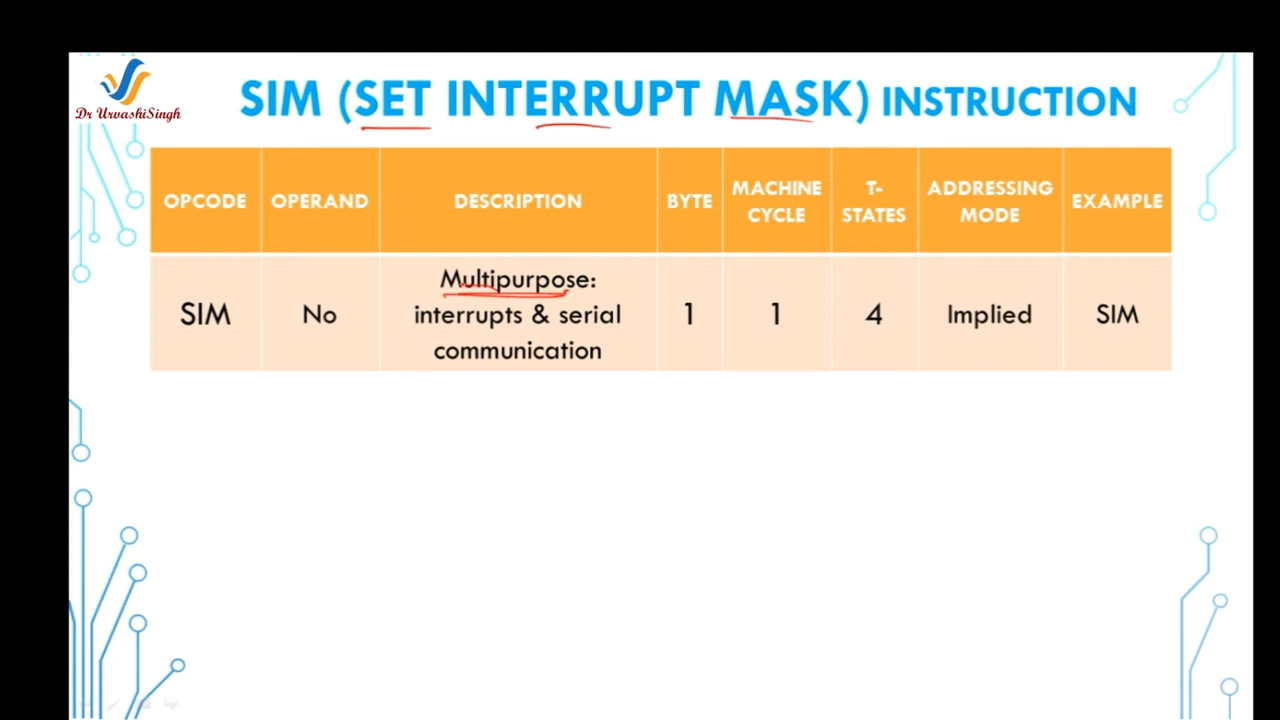 Dr UrvashiSingh
SIM (SET INTERRUPT MASK) INSTRUCTION
OPCODE OPERAND DESCRIPTION BYTE MACHINE CYCLE T-STATES ADDRESSING MODE EXAMPLE
SIM No Multipurpose: interrupts & serial communication 1 1 4 Implied SIM